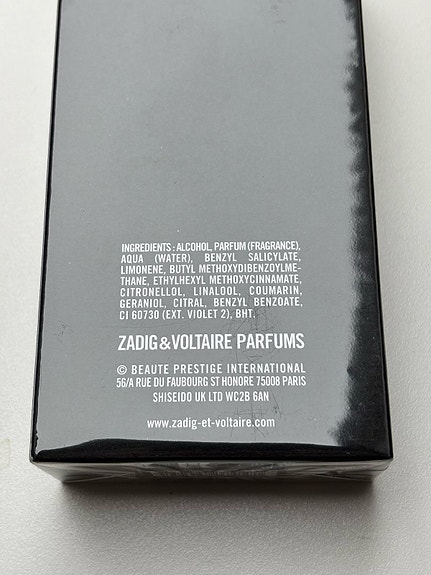 INGREDIENTS : ALCOHOL, PARFUM (FRAGRANCE),
AQUA (WATER), BENZYL SALICYLATE,
LIMONENE, BUTYL METHOXYDIBENZOYLME-
THANE, ETHYLHEXYL METHOXYCINNAMATE,
CITRONELLOL, LINALOOL, COUMARIN,
GERANIOL, CITRAL, BENZYL BENZOATE,
CI 60730 (EXT. VIOLET 2), BHT.
ZADIG&VOLTAIRE PARFUMS
© BEAUTE PRESTIGE INTERNATIONAL
56/A RUE DU FAUBOURG ST HONORE 75008 PARIS
SHISEIDO UK LTD WC2B 6AN
www.zadig-et-voltaire.com